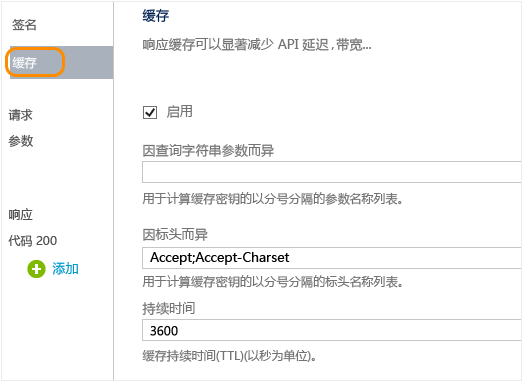 签名
缓存
请求
参数
响应
代码 200
添加
缓存
响应缓存可以显著减少 API 延迟,带宽...
启用
因查询字符串参数而异
用于计算缓存密钥的以分号分隔的参数名称列表。
因标头而异
Accept;Accept-Charset
用于计算缓存密钥的以分号分隔的标头名称列表。
持续时间
3600
缓存持续时间(TTL)(以秒为单位)。